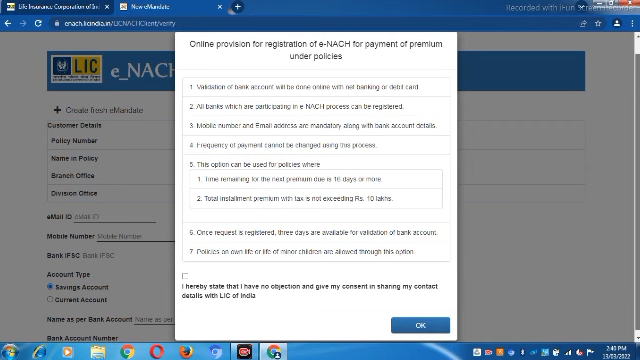 Recorded with iFun Screen Recorder
Life Insurance Corporation of Ind
New eMandate
enach.licindia.in/LICNACHClient/verify
LIC
e_NACH
Create fresh eMandate
Customer Details
Policy Number
Name in Policy
Branch Office
Division Office
eMail ID eMail ID
Mobile Number Mobile Number
Bank IFSC Bank IFSC
Account Type
Savings Account
Current Account
Name as per Bank Account Name as per
Bank Account Number
Online provision for registration of e-NACH for payment of premium
under policies
1. Validation of bank account will be done online with net banking or debit card.
2. All banks which are participating in e NACH process can be registered.
3. Mobile number and Email address are mandatory along with bank account details.
4. Frequency of payment cannot be changed using this process.
5. This option can be used for policies where
1. Time remaining for the next premium due is 16 days or more.
2. Total installment premium with tax is not exceeding Rs. 10 lakhs.
6. Once request is registered, three days are available for validation of bank account.
7. Policies on own life or life of minor children are allowed through this option.
I hereby state that I have no objection and give my consent in sharing my contact
details with LIC of India
OK
2:40 PM
13/03/2022